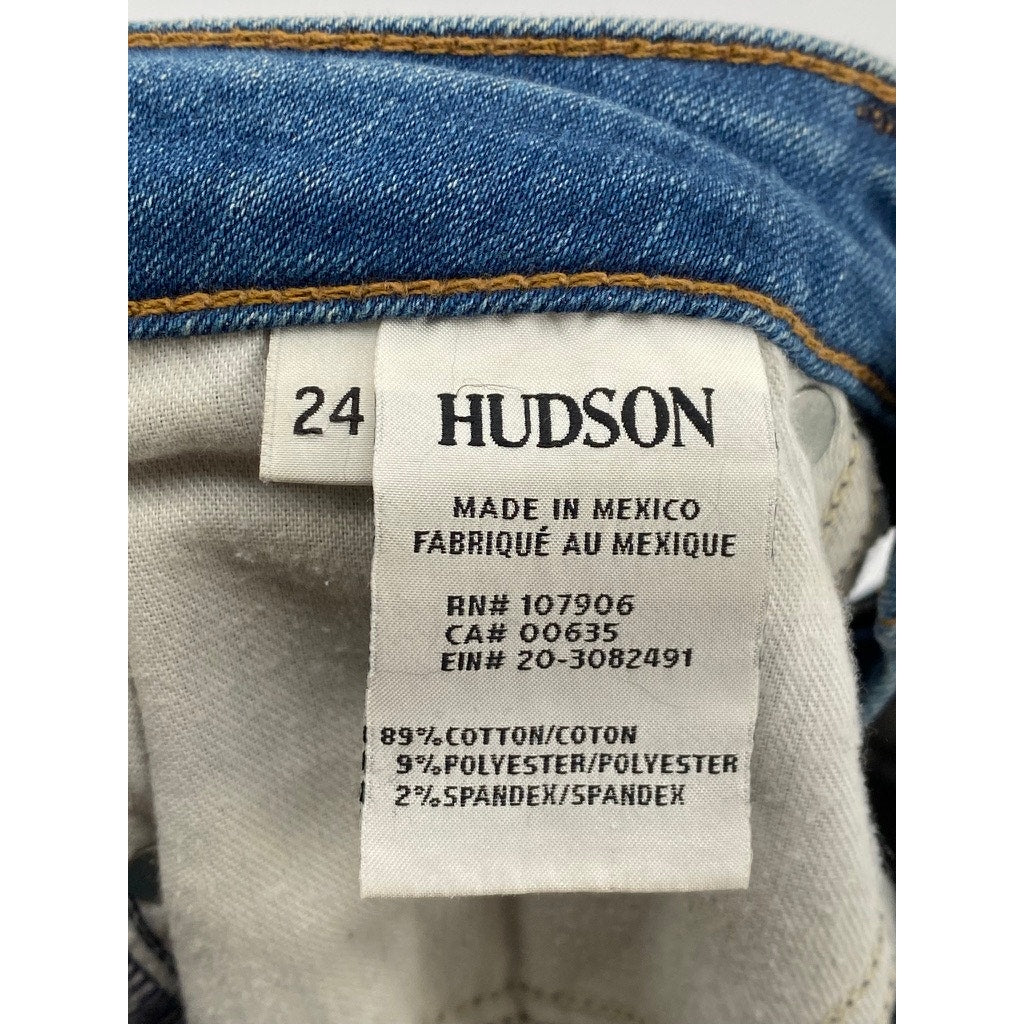 24
HUDSON
MADE IN MEXICO
FABRIQUÉ AU MEXIQUE
RN# 107906
CA# 00635
EIN# 20-3082491
89%COTTON/COTON
9%POLYESTER/POLYESTER
2%SPANDEX/SPANDEX